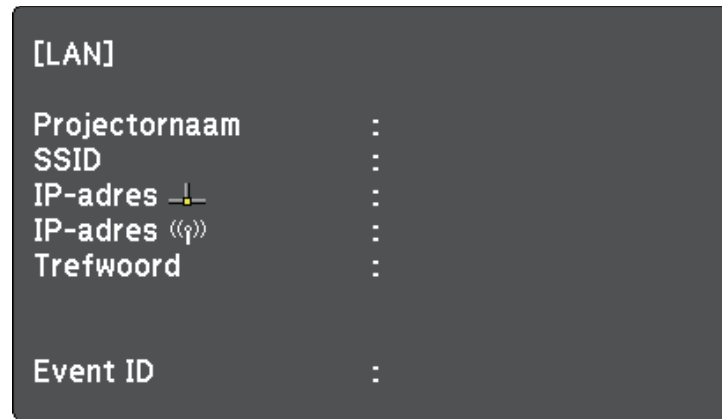 [LAN]
Projectornaam :
SSID :
IP-adres :
IP-adres :
Trefwoord :
Event ID :